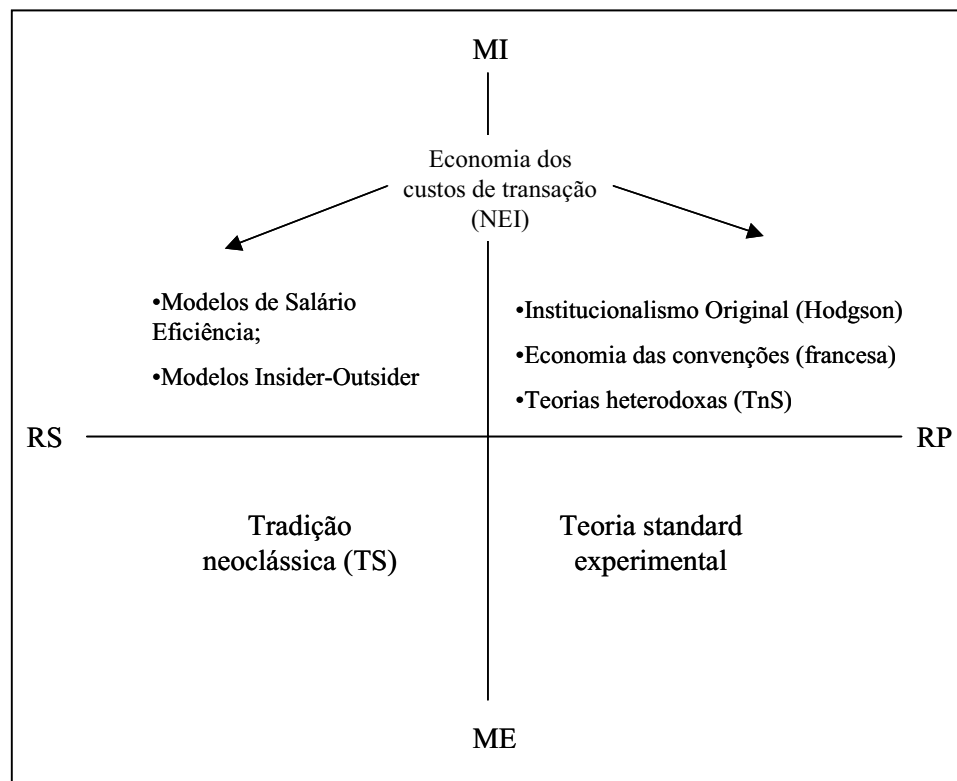 MI
Economia dos
custos de transação
(NEI)
•Modelos de Salário
Eficiência;
•Modelos Insider-Outsider
•Institucionalismo Original (Hodgson)
•Economia das convenções (francesa)
•Teorias heterodoxas (TnS)
RS
RP
Tradição
neoclássica (TS)
Teoria standard
experimental
ME